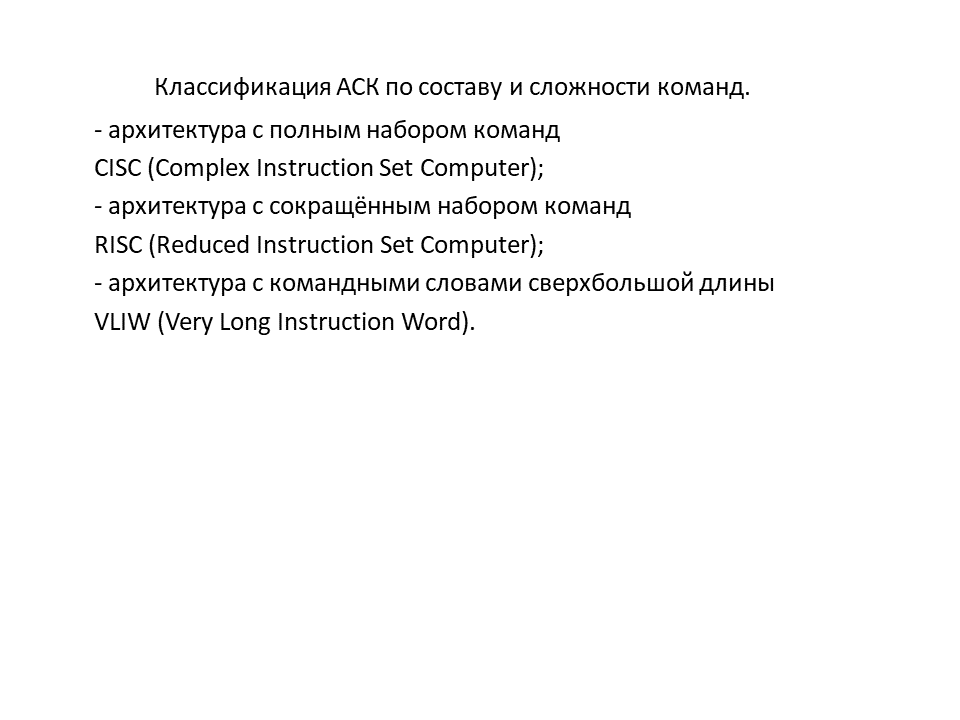 Классификация АСК по составу и сложности команд.
- архитектура с полным набором команд
CISC (Complex Instruction Set Computer);
- архитектура с сокращённым набором команд
RISC (Reduced Instruction Set Computer);
- архитектура с командными словами сверхбольшой длины
VLIW (Very Long Instruction Word).